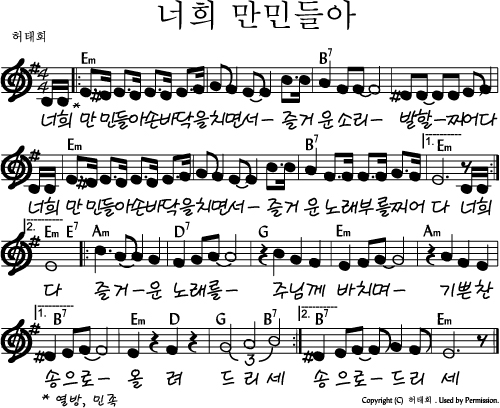 너희 만민들아
허태희
Em B7
너희 만 민들아손바닥을치면서- 즐거 운소리- 발할-찌어다
Em B7 1. Em
너희 만 민들아손바닥을치면서- 즐거 운 노래부를찌어 다 너희
2. Em E7 Am D7 G Em Am
다 즐거-운 노래를- 주님께 바치며- 기쁜찬
1. B7 Em D G 3 2. B7 Em
송으로- 올 려 드 리 세 송 으로-드리 세
* 열방, 민족
Copyright (C) 허태희 . Used by Permission.